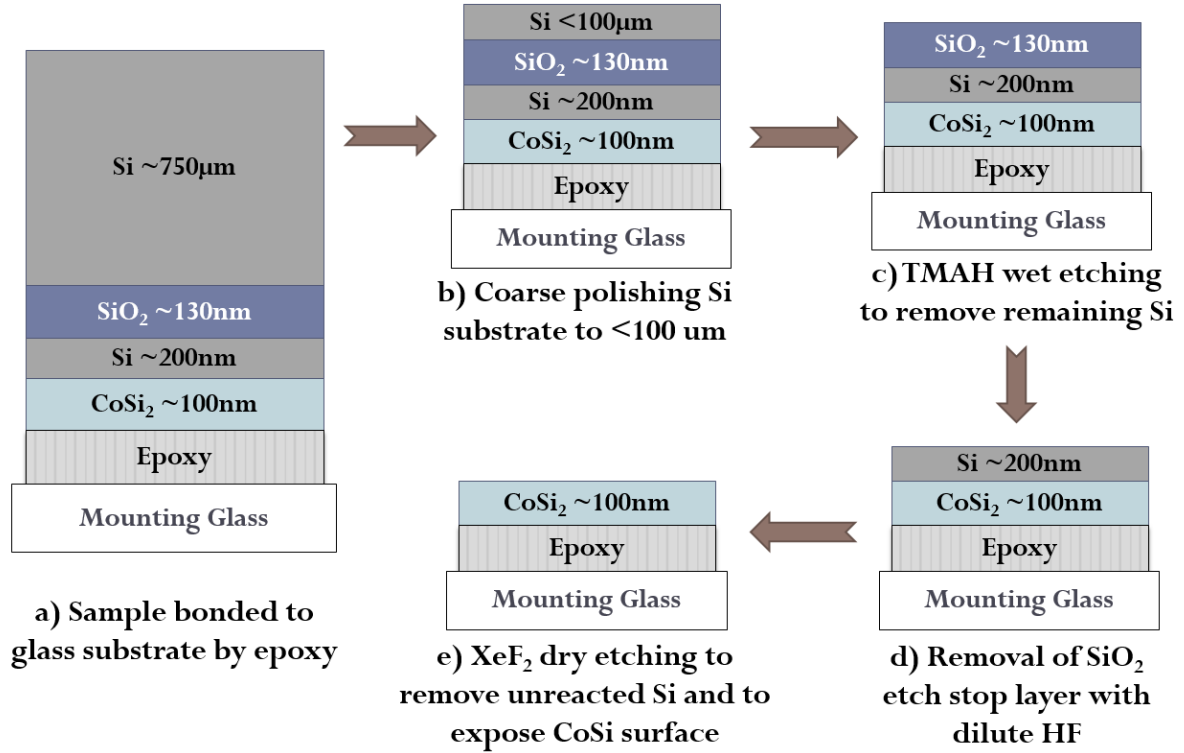 Si ~750μm
SiO₂ ~130nm
Si ~200nm
CoSi₂ ~100nm
Epoxy
Mounting Glass
a) Sample bonded to
glass substrate by epoxy
Si <100μm
SiO₂ ~130nm
Si ~200nm
CoSi₂ ~100nm
Epoxy
Mounting Glass
b) Coarse polishing Si
substrate to <100 um
SiO₂ ~130nm
Si ~200nm
CoSi₂ ~100nm
Epoxy
Mounting Glass
c) TMAH wet etching
to remove remaining Si
Si ~200nm
CoSi₂ ~100nm
Epoxy
Mounting Glass
d) Removal of SiO₂
etch stop layer with
dilute HF
CoSi₂ ~100nm
Epoxy
Mounting Glass
e) XeF₂ dry etching to
remove unreacted Si and to
expose CoSi surface